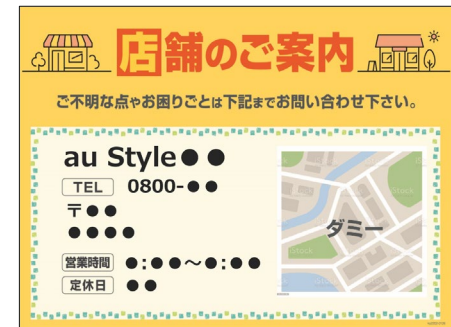 店舗のご案内
ご不明な点やお困りごとは下記までお問い合わせ下さい。
au Style●●
TEL 0800-●●
〒●●
●●●●
営業時間 ●:●●～●:●●
定休日 ●●
ダミー